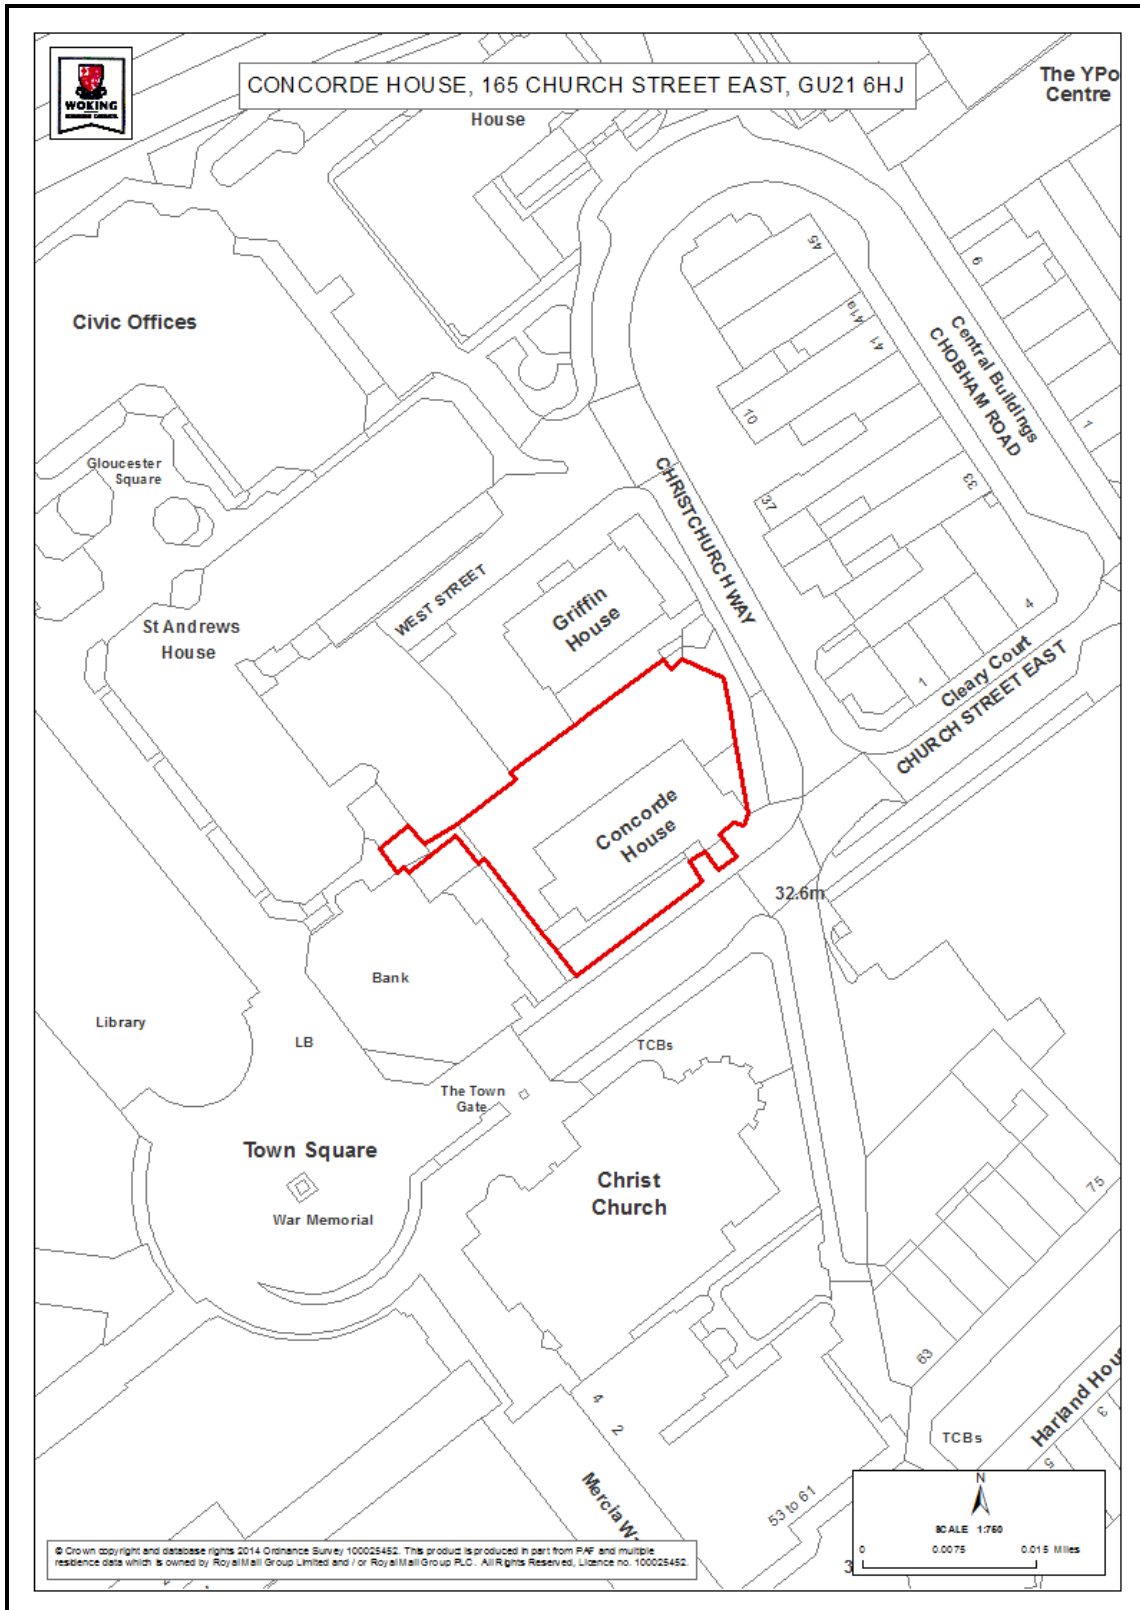 WOKING
BOROUGH COUNCIL
CONCORDE HOUSE, 165 CHURCH STREET EAST, GU21 6HJ
The YPo
Centre
House
45
9
Civic Offices
41a
41
Central Buildings
CHOBHAM ROAD
10
1
Gloucester
Square
CHRISTCHURCH WAY
33
37
WEST STREET
Griffin
House
4
St Andrews
House
Cleary Court
1
CHURCH STREET EAST
Concorde
House
32.6m
Bank
Library
LB
TCBs
The Town
Gate
Town Square
Christ
Church
75
War Memorial
63
Harland Hou
4
2
3
TCBs
5
Mercia W
53 to 61
N
SCALE 1:750
0 0.0075 0.015 Miles
3
© Crown copyright and database rights 2014 Ordnance Survey 100025452. This product is produced in part from PAF and multiple
residence data which is owned by Royal Mail Group Limited and / or Royal Mail Group PLC. All Rights Reserved, Licence no. 100025452.